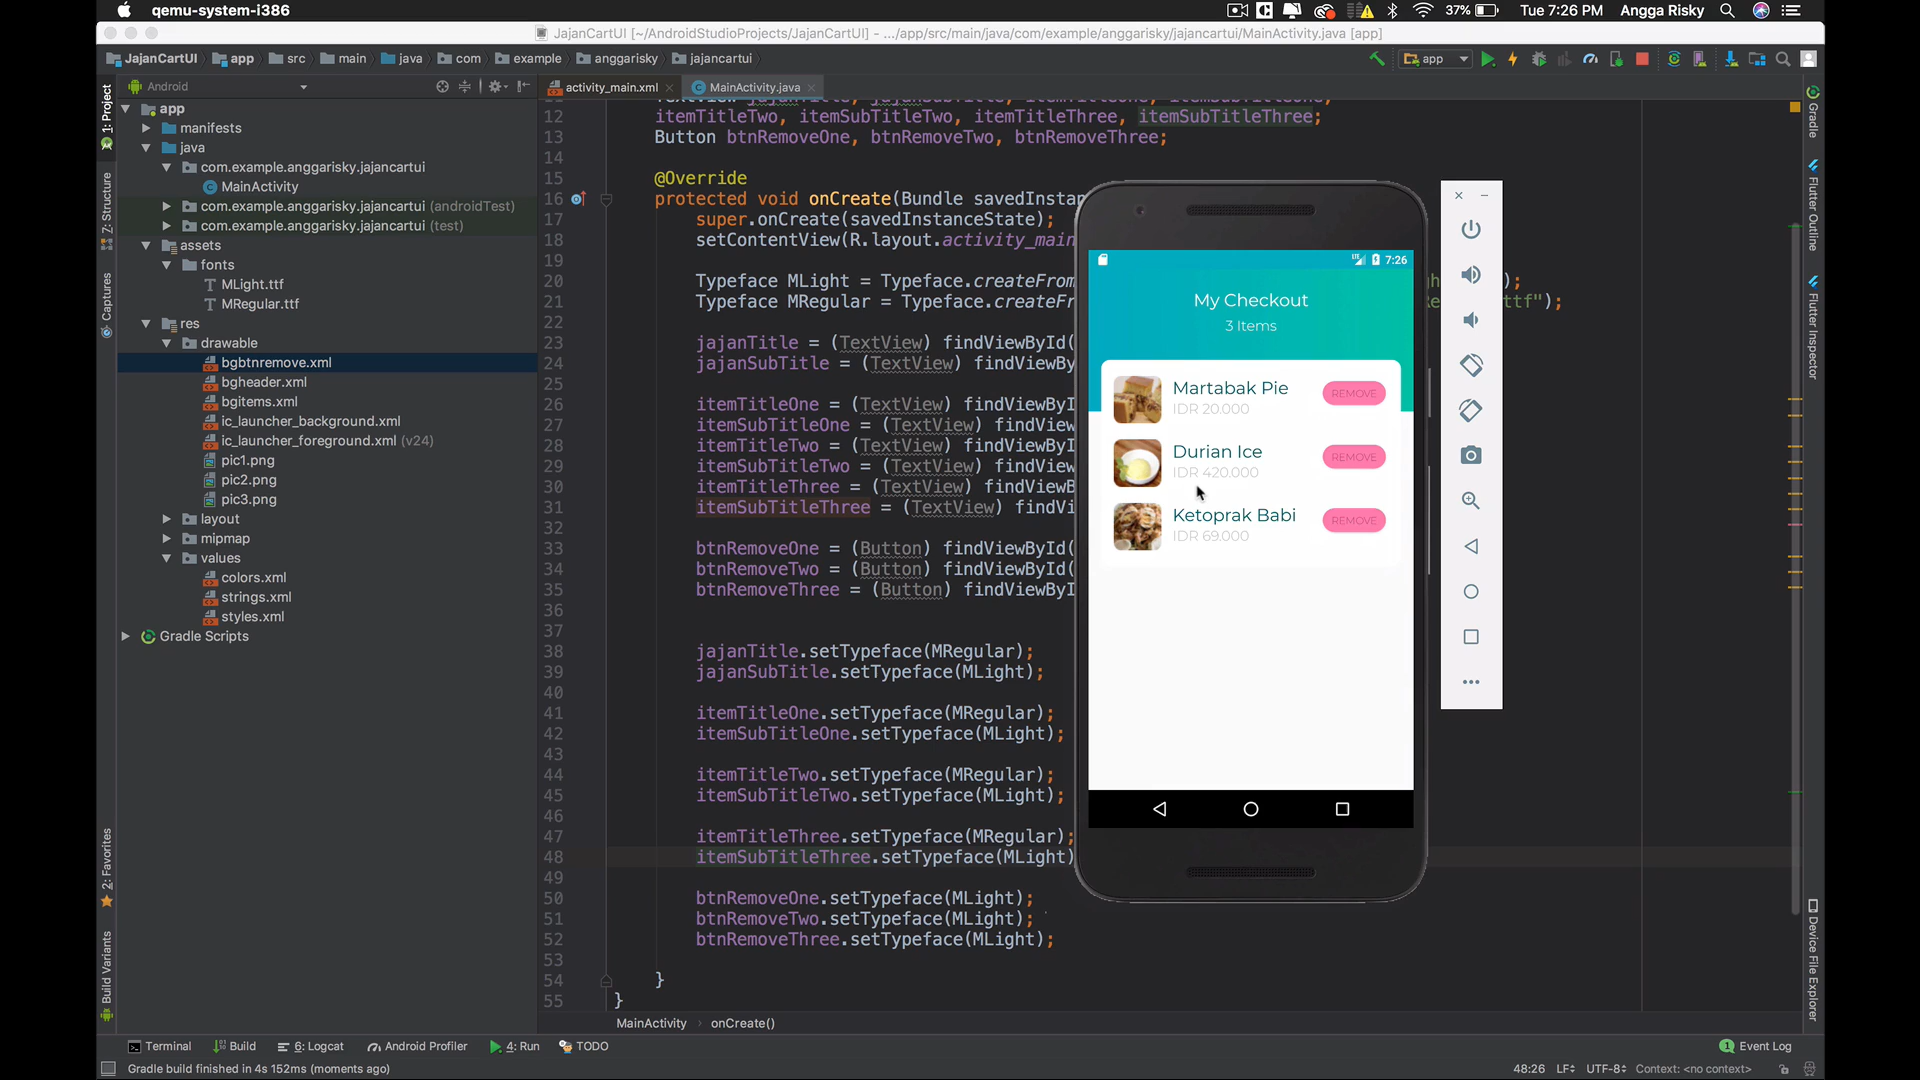 qemu-system-i386
37%
Tue 7:26 PM
Angga Risky
JajanCartUI [~/AndroidStudioProjects/JajanCartUI] - .../app/src/main/java/com/example/anggarisky/jajancartui/MainActivity.java [app]
JajanCartUI
app
src
main
java
com
example
anggarisky
jajancartui
app
1: Project
Z: Structure
Captures
2: Favorites
Build Variants
Android
app
manifests
java
com.example.anggarisky.jajancartui
MainActivity
com.example.anggarisky.jajancartui (androidTest)
com.example.anggarisky.jajancartui (test)
assets
fonts
MLight.ttf
MRegular.ttf
res
drawable
bgbtnremove.xml
bgheader.xml
bgitems.xml
ic_launcher_background.xml
ic_launcher_foreground.xml (v24)
pic1.png
pic2.png
pic3.png
layout
mipmap
values
colors.xml
strings.xml
styles.xml
Gradle Scripts
activity_main.xml
MainActivity.java
12 itemTitleTwo, itemSubTitleTwo, itemTitleThree, itemSubTitleThree;
13 Button btnRemoveOne, btnRemoveTwo, btnRemoveThree;
14
15 @Override
16 protected void onCreate(Bundle savedInstan
17 super.onCreate(savedInstanceState);
18 setContentView(R.layout.activity_main
19
20 Typeface MLight = Typeface.createFrom );
21 Typeface MRegular = Typeface.createFr ttf");
22
23 jajanTitle = (TextView) findViewById(
24 jajanSubTitle = (TextView) findViewById(
25
26 itemTitleOne = (TextView) findViewByI
27 itemSubTitleOne = (TextView) findViewB
28 itemTitleTwo = (TextView) findViewByI
29 itemSubTitleTwo = (TextView) findViewB
30 itemTitleThree = (TextView) findViewB
31 itemSubTitleThree = (TextView) findVi
32
33 btnRemoveOne = (Button) findViewById(
34 btnRemoveTwo = (Button) findViewById(
35 btnRemoveThree = (Button) findViewByI
36
37
38 jajanTitle.setTypeface(MRegular);
39 jajanSubTitle.setTypeface(MLight);
40
41 itemTitleOne.setTypeface(MRegular);
42 itemSubTitleOne.setTypeface(MLight);
43
44 itemTitleTwo.setTypeface(MRegular);
45 itemSubTitleTwo.setTypeface(MLight);
46
47 itemTitleThree.setTypeface(MRegular);
48 itemSubTitleThree.setTypeface(MLight)
49
50 btnRemoveOne.setTypeface(MLight);
51 btnRemoveTwo.setTypeface(MLight);
52 btnRemoveThree.setTypeface(MLight);
53
54 }
55 }
7:26
My Checkout
3 Items
Martabak Pie
IDR 20.000
REMOVE
Durian Ice
IDR 420.000
REMOVE
Ketoprak Babi
IDR 69.000
REMOVE
Gradle
Flutter Outline
Flutter Inspector
Device File Explorer
MainActivity
onCreate()
Terminal
Build
6: Logcat
Android Profiler
4: Run
TODO
1 Event Log
Gradle build finished in 4s 152ms (moments ago)
48:26
LF
UTF-8
Context: <no context>